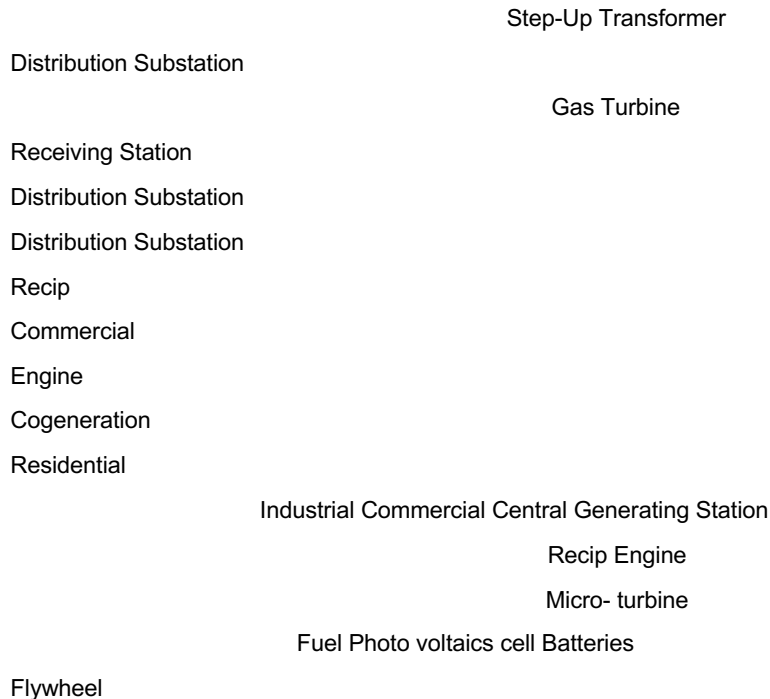 Step-Up Transformer
Distribution Substation
Gas Turbine
Receiving Station
Distribution Substation
Distribution Substation
Recip
Commercial
Engine
Cogeneration
Residential
Industrial Commercial Central Generating Station
Recip Engine
Micro- turbine
Fuel Photo voltaics cell Batteries
Flywheel